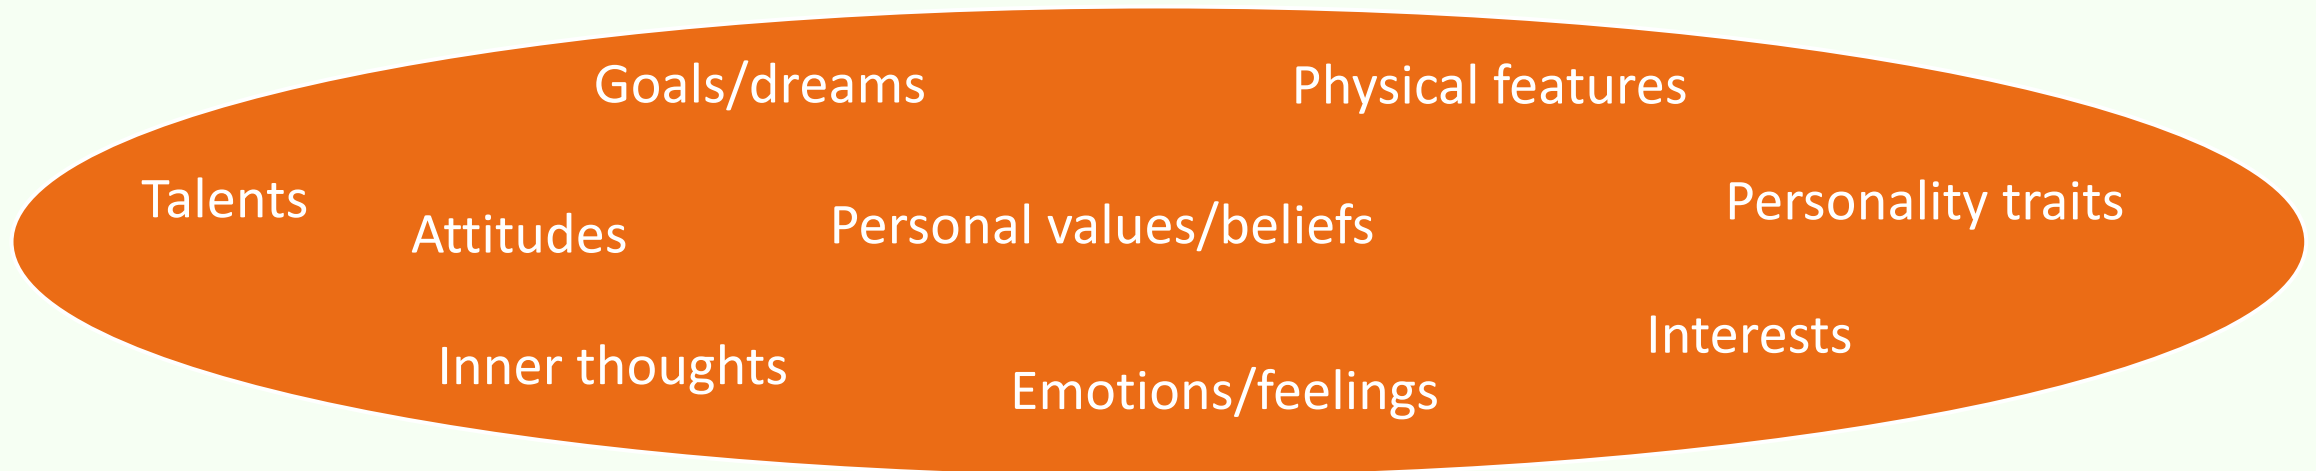 Goals/dreams
Physical features
Talents
Attitudes
Personal values/beliefs
Personality traits
Inner thoughts
Emotions/feelings
Interests